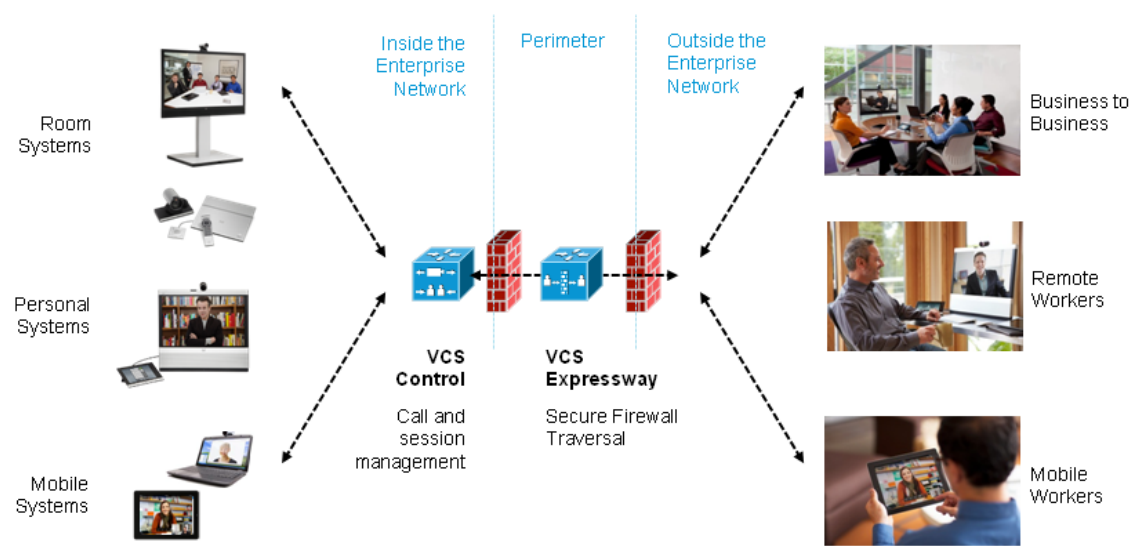 Inside the
Enterprise
Network
Perimeter
Outside the
Enterprise
Network
Room
Systems
Personal
Systems
Mobile
Systems
VCS
Control
Call and
session
management
VCS
Expressway
Secure Firewall
Traversal
Business to
Business
Remote
Workers
Mobile
Workers